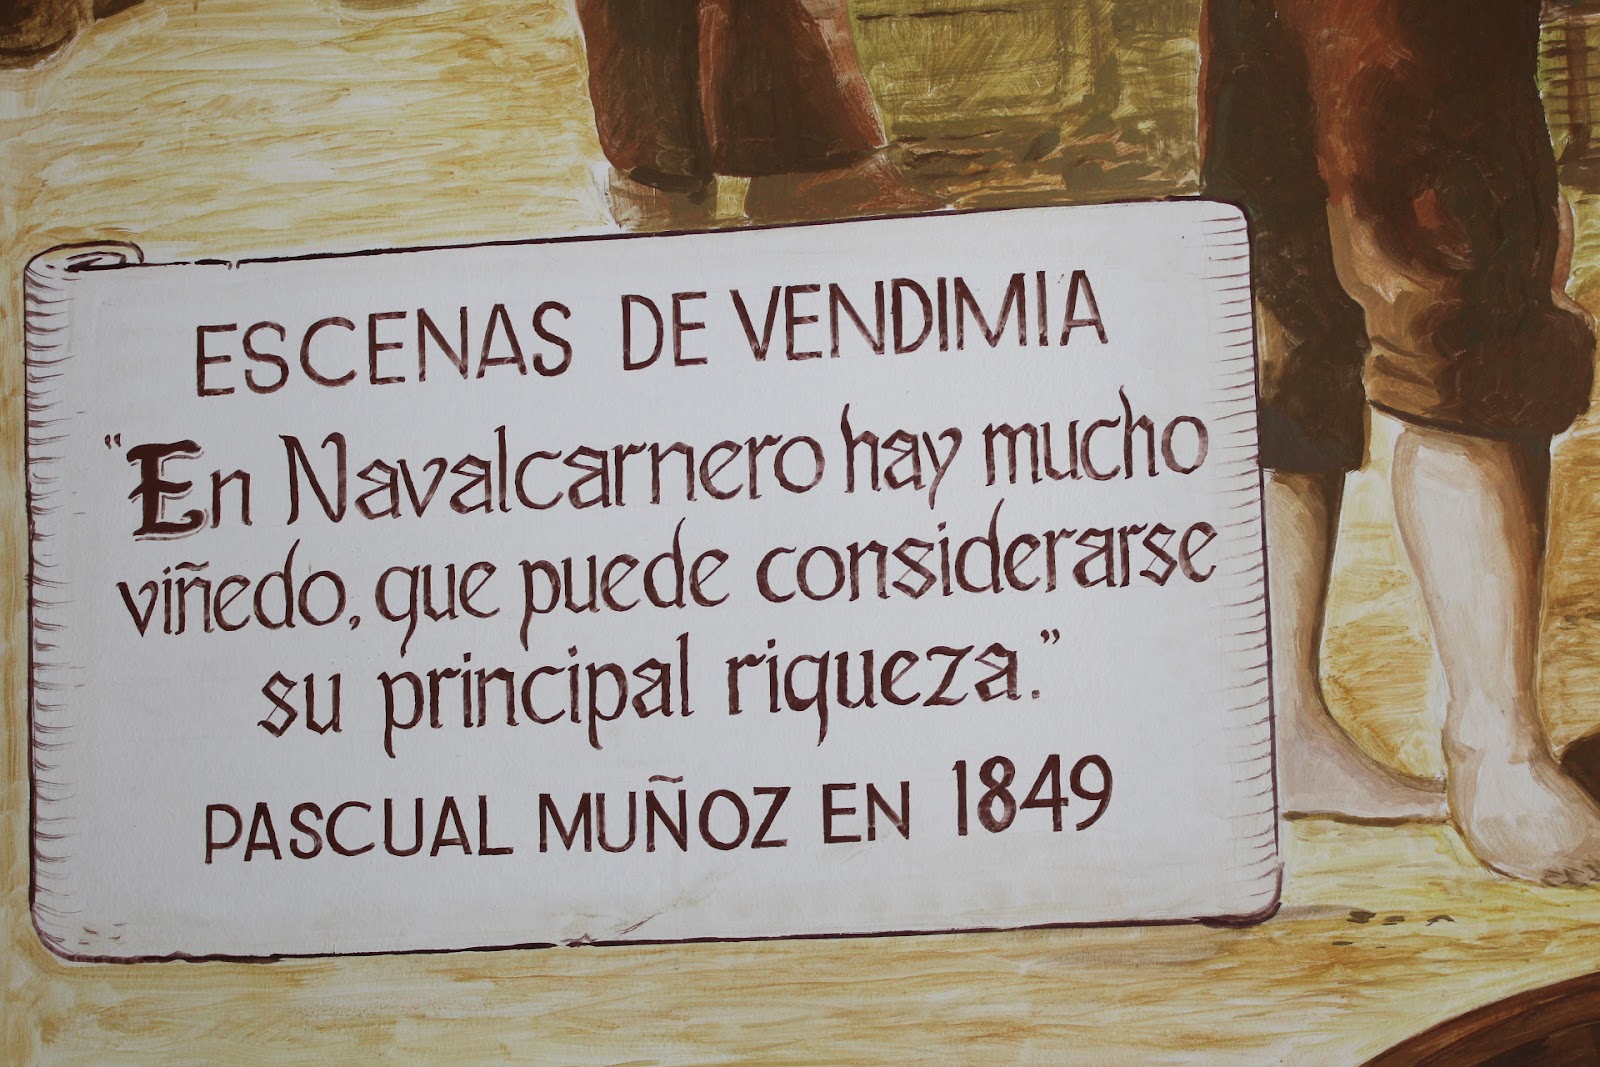 ESCENAS DE VENDIMIA
"En Navalcarnero hay mucho
viñedo, que puede considerarse
su principal riqueza."
PASCUAL MUÑOZ EN 1849